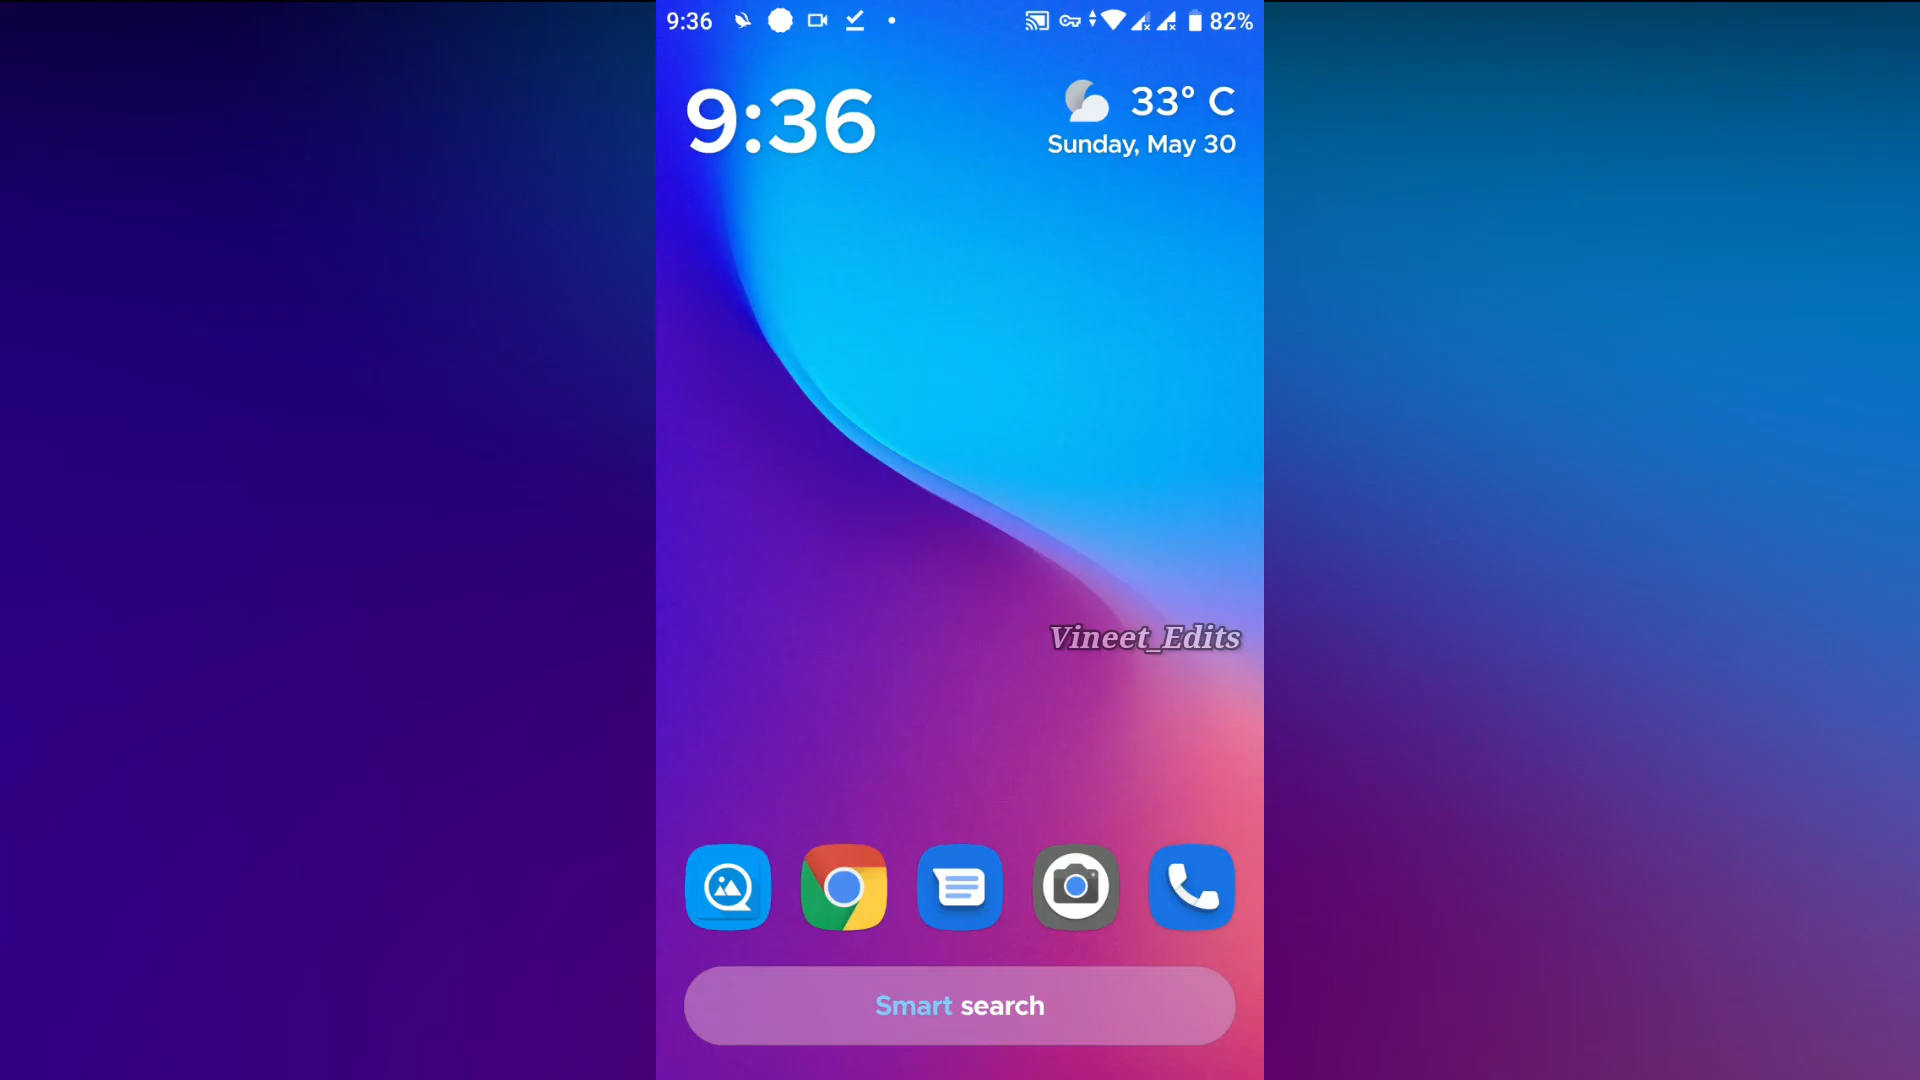 9:36 82%
9:36
33° C
Sunday, May 30
Vineet_Edits
Smart search